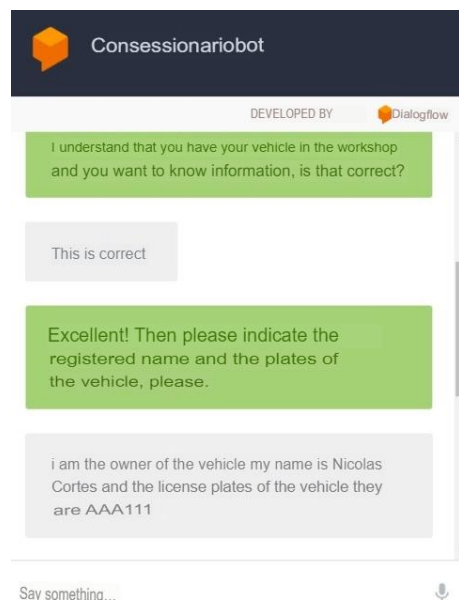 Consessionariobot
DEVELOPED BY Dialogflow
I understand that you have your vehicle in the workshop
and you want to know information, is that correct?
This is correct
Excellent! Then please indicate the
registered name and the plates of
the vehicle, please.
i am the owner of the vehicle my name is Nicolas
Cortes and the license plates of the vehicle they
are AAA111
Say something...